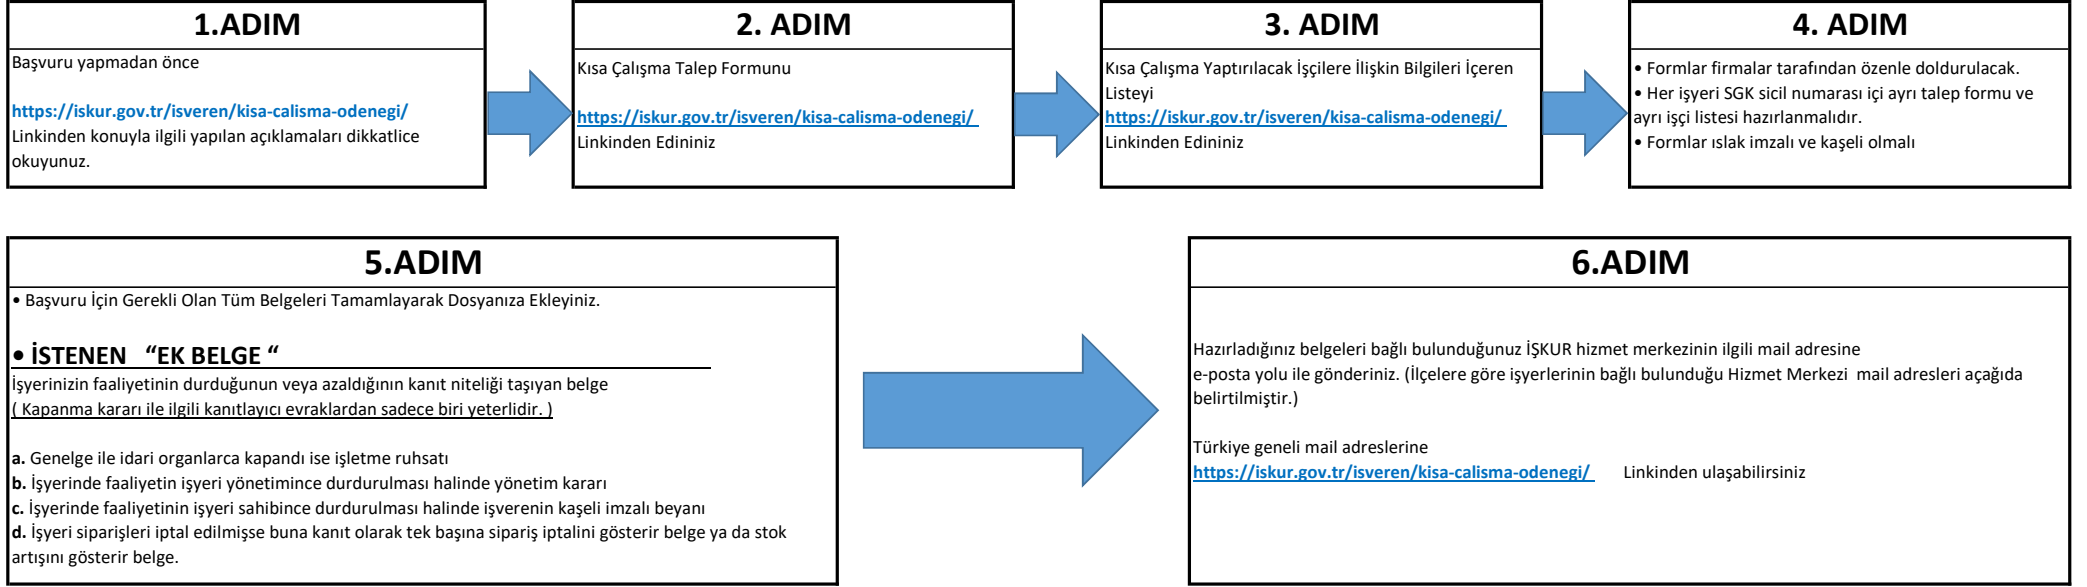 1.ADIM
Başvuru yapmadan önce
https://iskur.gov.tr/isveren/kisa-calisma-odenegi/
Linkinden konuyla ilgili yapılan açıklamaları dikkatlice
okuyunuz.
2. ADIM
Kısa Çalışma Talep Formunu
https://iskur.gov.tr/isveren/kisa-calisma-odenegi/
Linkinden Edininiz
3. ADIM
Kısa Çalışma Yaptırılacak İşçilere İlişkin Bilgileri İçeren
Listeyi
https://iskur.gov.tr/isveren/kisa-calisma-odenegi/
Linkinden Edininiz
4. ADIM
• Formlar firmalar tarafından özenle doldurulacak.
• Her işyeri SGK sicil numarası içi ayrı talep formu ve
ayrı işçi listesi hazırlanmalıdır.
• Formlar ıslak imzalı ve kaşeli olmalı
5.ADIM
• Başvuru İçin Gerekli Olan Tüm Belgeleri Tamamlayarak Dosyanıza Ekleyiniz.
• İSTENEN “EK BELGE “
İşyerinizin faaliyetinin durduğunun veya azaldığının kanıt niteliği taşıyan belge
( Kapanma kararı ile ilgili kanıtlayıcı evraklardan sadece biri yeterlidir. )
a. Genelge ile idari organlarca kapandı ise işletme ruhsatı
b. İşyerinde faaliyetin işyeri yönetimince durdurulması halinde yönetim kararı
c. İşyerinde faaliyetinin işyeri sahibince durdurulması halinde işverenin kaşeli imzalı beyanı
d. İşyeri siparişleri iptal edilmişse buna kanıt olarak tek başına sipariş iptalini gösterir belge ya da stok
artışını gösterir belge.
6.ADIM
Hazırladığınız belgeleri bağlı bulunduğunuz İŞKUR hizmet merkezinin ilgili mail adresine
e-posta yolu ile gönderiniz. (İlçelere göre işyerlerinin bağlı bulunduğu Hizmet Merkezi mail adresleri açağıda
belirtilmiştir.)
Türkiye geneli mail adreslerine
https://iskur.gov.tr/isveren/kisa-calisma-odenegi/ Linkinden ulaşabilirsiniz